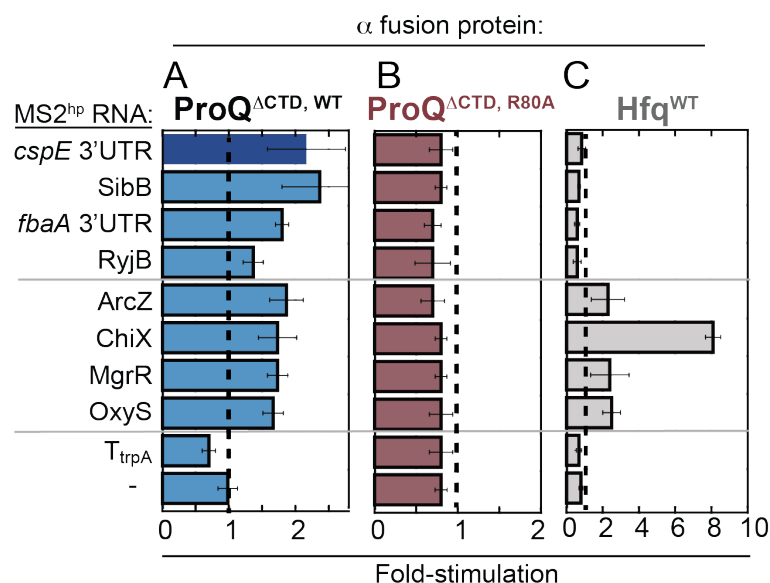 α fusion protein:
A B C
MS2hp RNA: ProQΔCTD, WT ProQΔCTD, R80A HfqWT
cspE 3'UTR
SibB
fbaA 3'UTR
RyjB
ArcZ
ChiX
MgrR
OxyS
TtrpA
-
0 1 2 0 1 2 0 2 4 6 8 10
Fold-stimulation